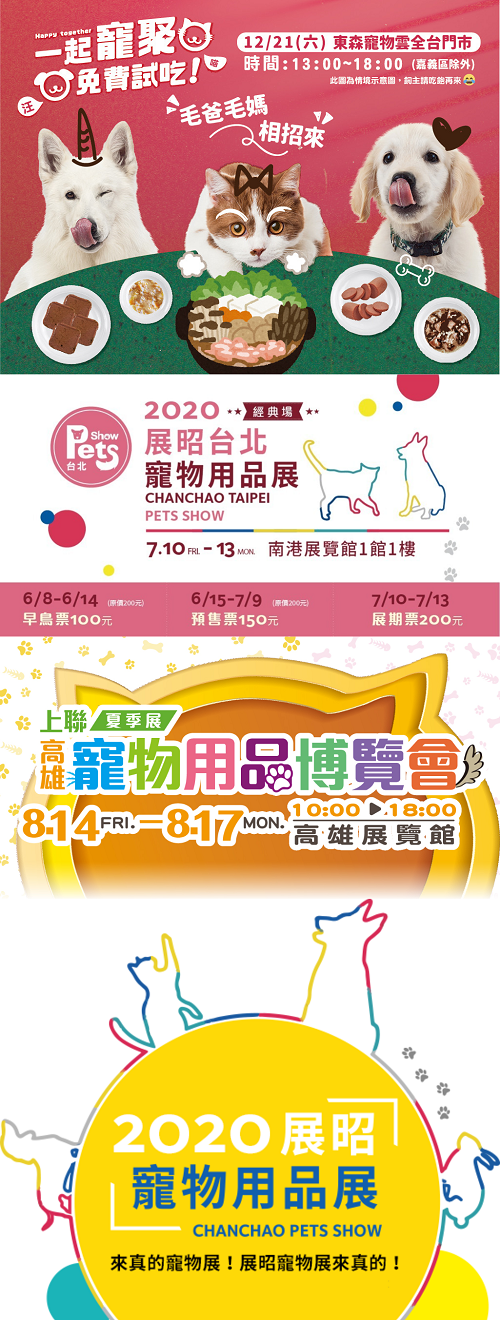 Happy together
一起寵聚
免費試吃!
汪
喵
12/21(六) 東森寵物雲全台門市
時間:13:00~18:00 (嘉義區除外)
此圖為情境示意圖,飼主請吃飽再來😂
毛爸毛媽
相招來
Pets Show
台北
2020 經典場
展昭台北
寵物用品展
CHANCHAO TAIPEI
PETS SHOW
7.10 FRI. - 13 MON. 南港展覽館1館1樓
6/8-6/14 (原價200元)
早鳥票100元
6/15-7/9 (原價200元)
預售票150元
7/10-7/13
展期票200元
上聯 夏季展
高雄寵物用品博覽會
8.14 FRI.-8.17 MON. 10:00▶18:00
高雄展覽館
2020展昭
寵物用品展
CHANCHAO PETS SHOW
來真的寵物展!展昭寵物展來真的!